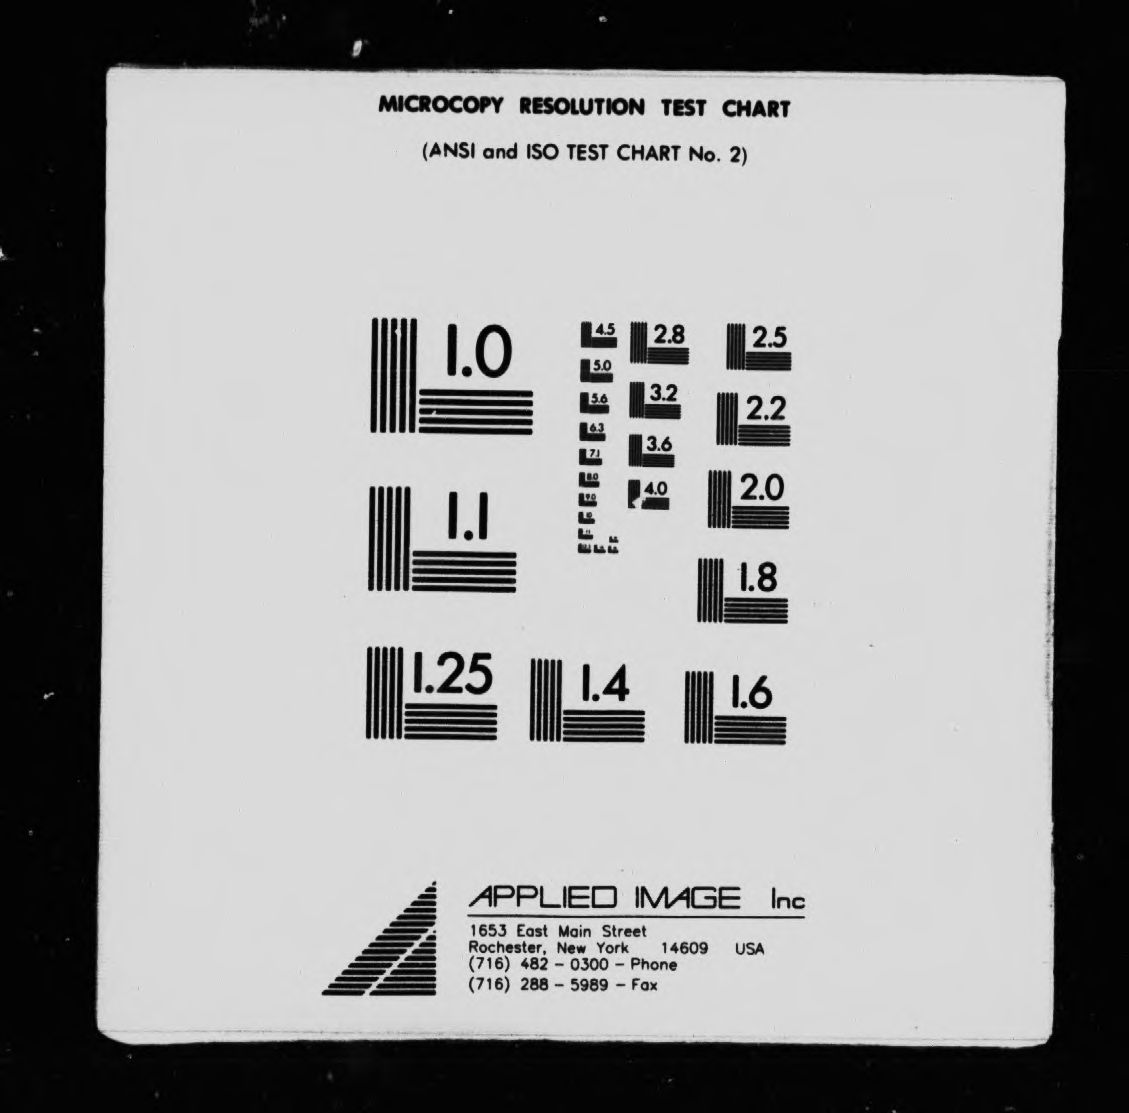 MICROCOPY RESOLUTION TEST CHART
(ANSI and ISO TEST CHART No. 2)
1.0
1.1
1.25
1.4
1.6
1.8
2.0
2.2
2.5
2.8
3.2
3.6
4.0
4.5
5.0
5.6
6.3
7.1
8.0
9.0
APPLIED IMAGE Inc
1653 East Main Street
Rochester, New York 14609 USA
(716) 482 - 0300 - Phone
(716) 288 - 5989 - Fax